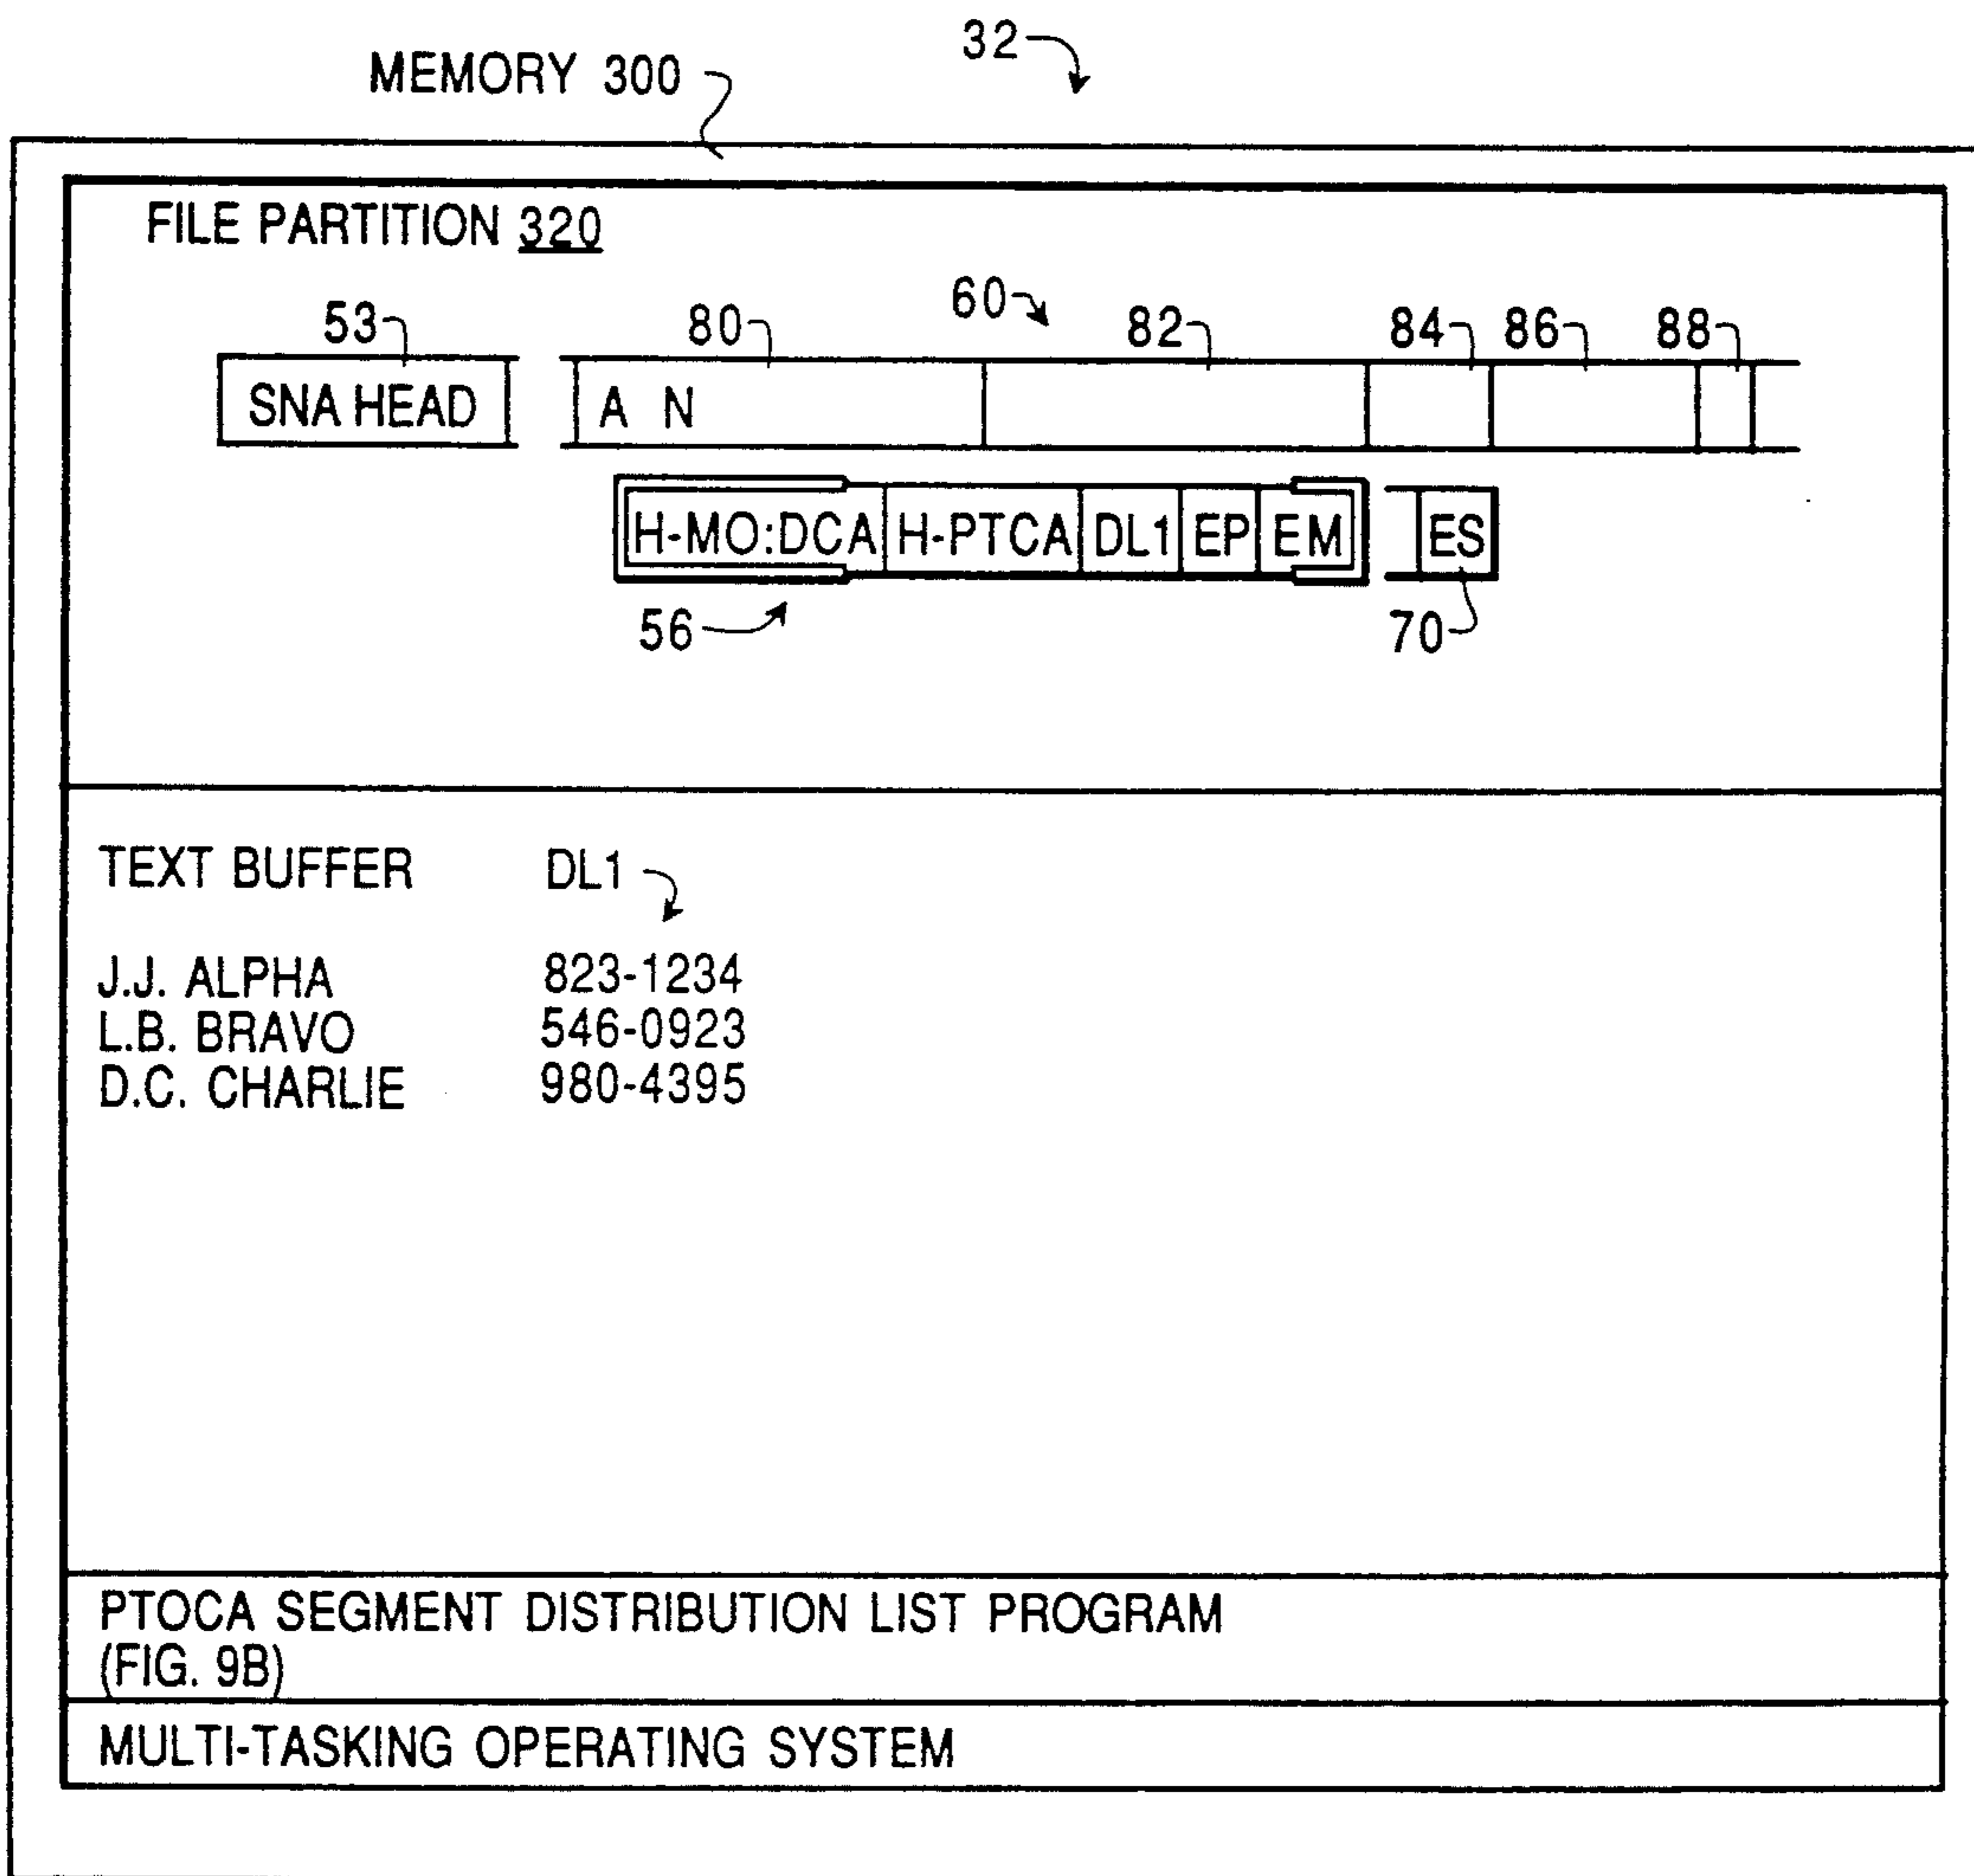 32
MEMORY 300
FILE PARTITION 320
53 80 60 82 84 86 88
SNA HEAD A N
H-MO:DCA H-PTCA DL1 EP EM ES
56 70
TEXT BUFFER DL1
J.J. ALPHA 823-1234
L.B. BRAVO 546-0923
D.C. CHARLIE 980-4395
PTOCA SEGMENT DISTRIBUTION LIST PROGRAM
(FIG. 9B)
MULTI-TASKING OPERATING SYSTEM